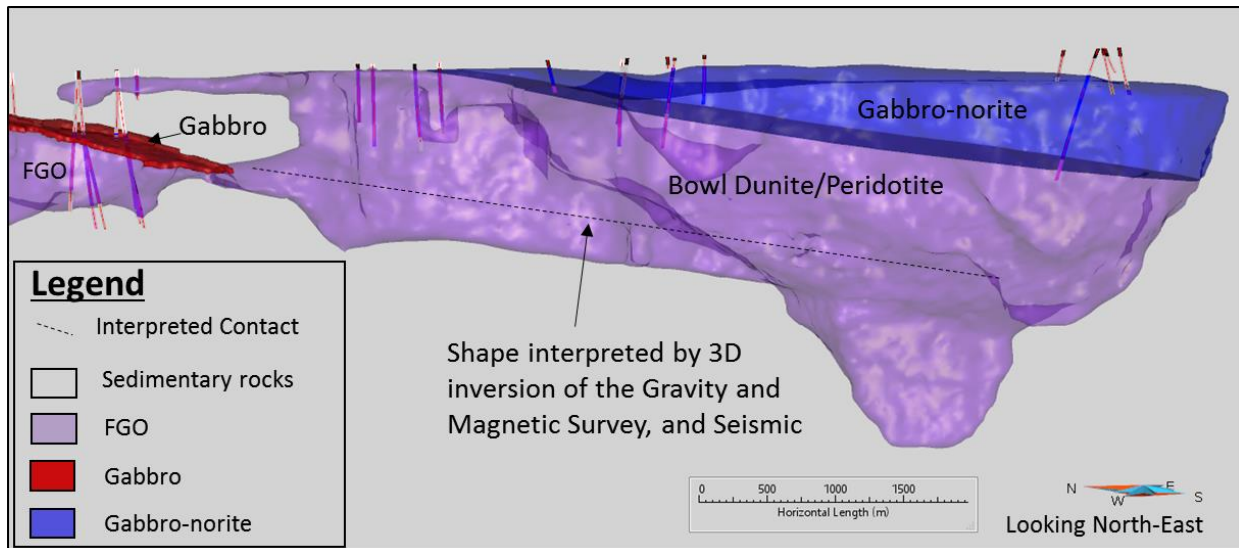 Gabbro
Gabbro-norite
FGO
Bowl Dunite/Peridotite
Legend
Interpreted Contact
Sedimentary rocks
FGO
Gabbro
Gabbro-norite
Shape interpreted by 3D
inversion of the Gravity and
Magnetic Survey, and Seismic
0 500 1000 1500
Horizontal Length (m)
N E
W S
Looking North-East